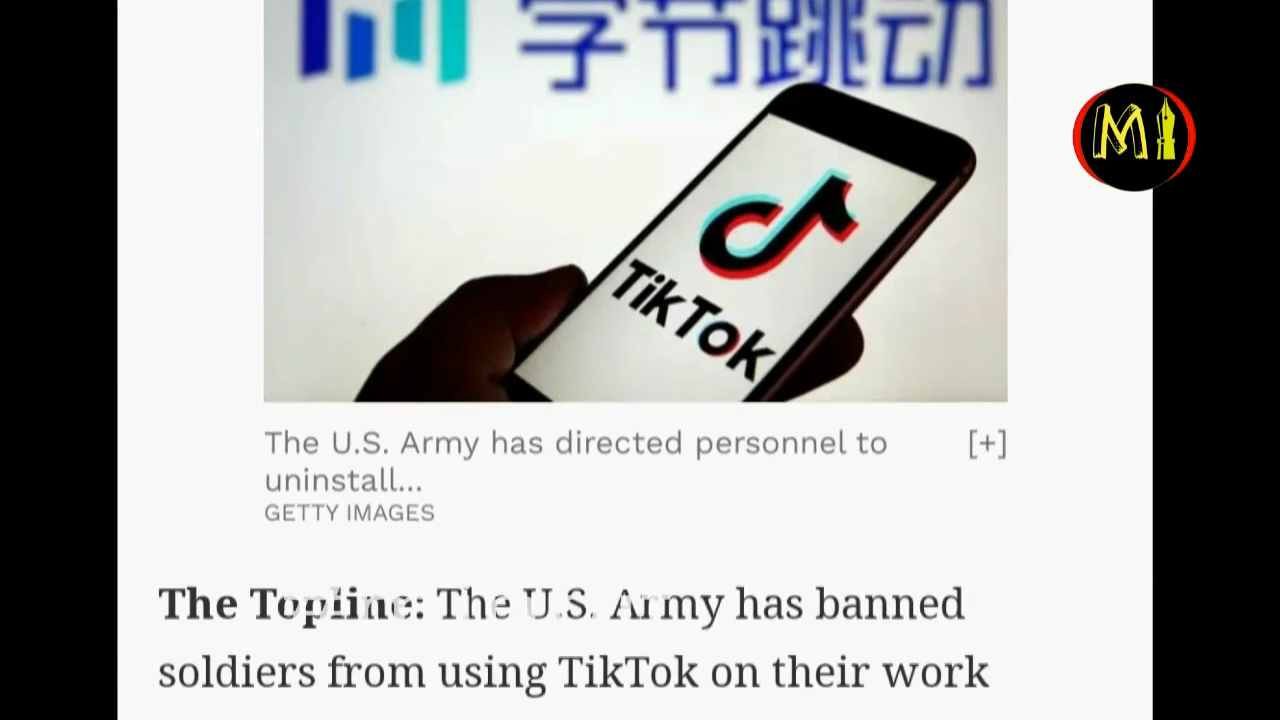 字节跳动
M
TikTok
The U.S. Army has directed personnel to [+]
uninstall...
GETTY IMAGES
The Topline: The U.S. Army has banned
soldiers from using TikTok on their work